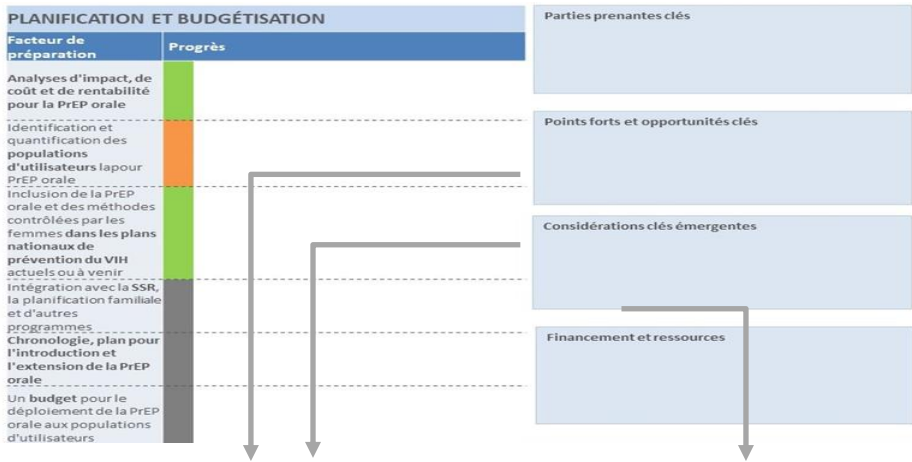 PLANIFICATION ET BUDGÉTISATION
Facteur de
préparation
Progrès
Analyses d'impact, de
coût et de rentabilité
pour la PrEP orale
Identification et
quantification des
populations
d'utilisateurs lapour
PrEP orale
Inclusion de la PrEP
orale et des méthodes
contrôlées par les
femmes dans les plans
nationaux de
prévention du VIH
actuels ou à venir
Intégration avec la SSR,
la planification familiale
et d'autres
programmes
Chronologie, plan pour
l'introduction et
l'extension de la PrEP
orale
Un budget pour le
déploiement de la PrEP
orale aux populations
d'utilisateurs
Parties prenantes clés
Points forts et opportunités clés
Considérations clés émergentes
Financement et ressources